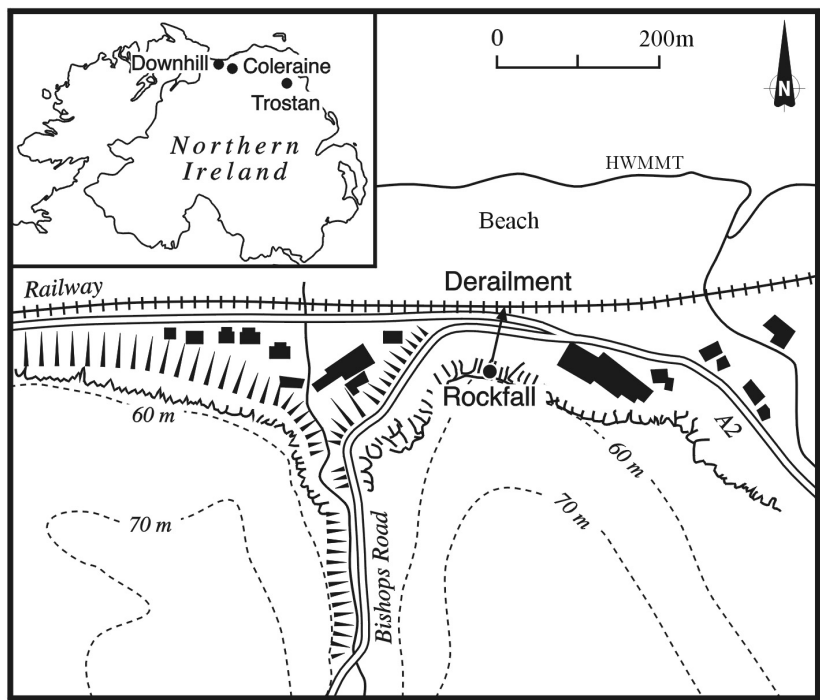 Downhill
Coleraine
Trostan
Northern
Ireland
0 200m
N
HWMMT
Beach
Railway
Derailment
Rockfall
60 m
A2
60 m
70 m
70 m
Bishops Road